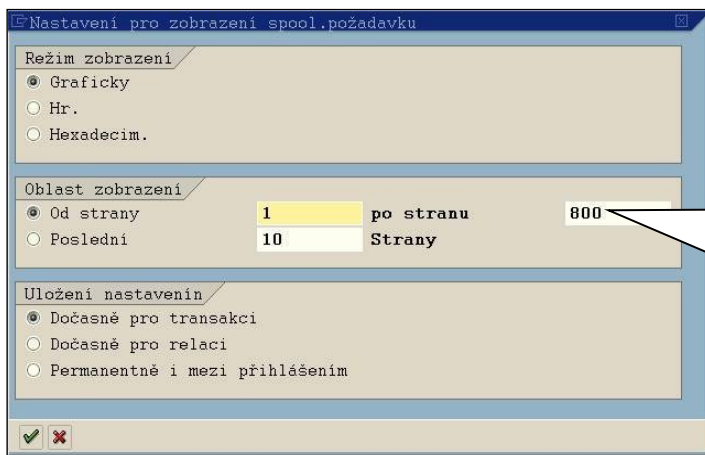 Nastavení pro zobrazení spool.požadavku
Režim zobrazení
Graficky
Hr.
Hexadecim.
Oblast zobrazení
Od strany 1 po stranu 800
Poslední 10 Strany
Uložení nastavenín
Dočasně pro transakci
Dočasně pro relaci
Permanentně i mezi přihlášením